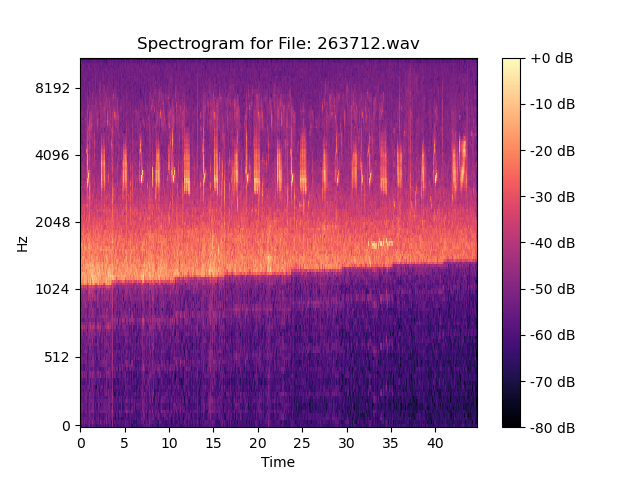 Spectrogram for File: 263712.wav
+0 dB
8192
-10 dB
4096
-20 dB
-30 dB
2048
Hz
-40 dB
1024
-50 dB
512
-60 dB
-70 dB
0
-80 dB
0 5 10 15 20 25 30 35 40
Time